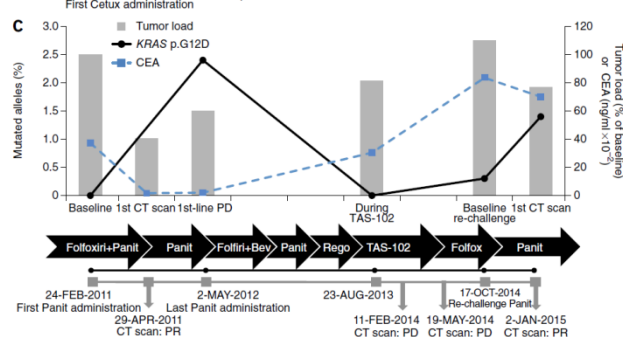 First Cetux administration
C
Tumor load
KRAS p.G12D
CEA
Mutated alleles (%)
3.0
2.5
2.0
1.5
1.0
0.5
0
120
100
80
60
40
20
0
Tumor load (% of baseline)
or CEA (ng/ml×10⁻²)
Baseline 1st CT scan 1st-line PD During TAS-102 Baseline re-challenge 1st CT scan
Folfoxiri+Panit Panit Folfiri+Bev Panit Rego TAS-102 Folfox Panit
24-FEB-2011 2-MAY-2012 23-AUG-2013 17-OCT-2014
First Panit administration Last Panit administration Re-challenge Panit
29-APR-2011 11-FEB-2014 19-MAY-2014 2-JAN-2015
CT scan: PR CT scan: PD CT scan: PD CT scan: PR